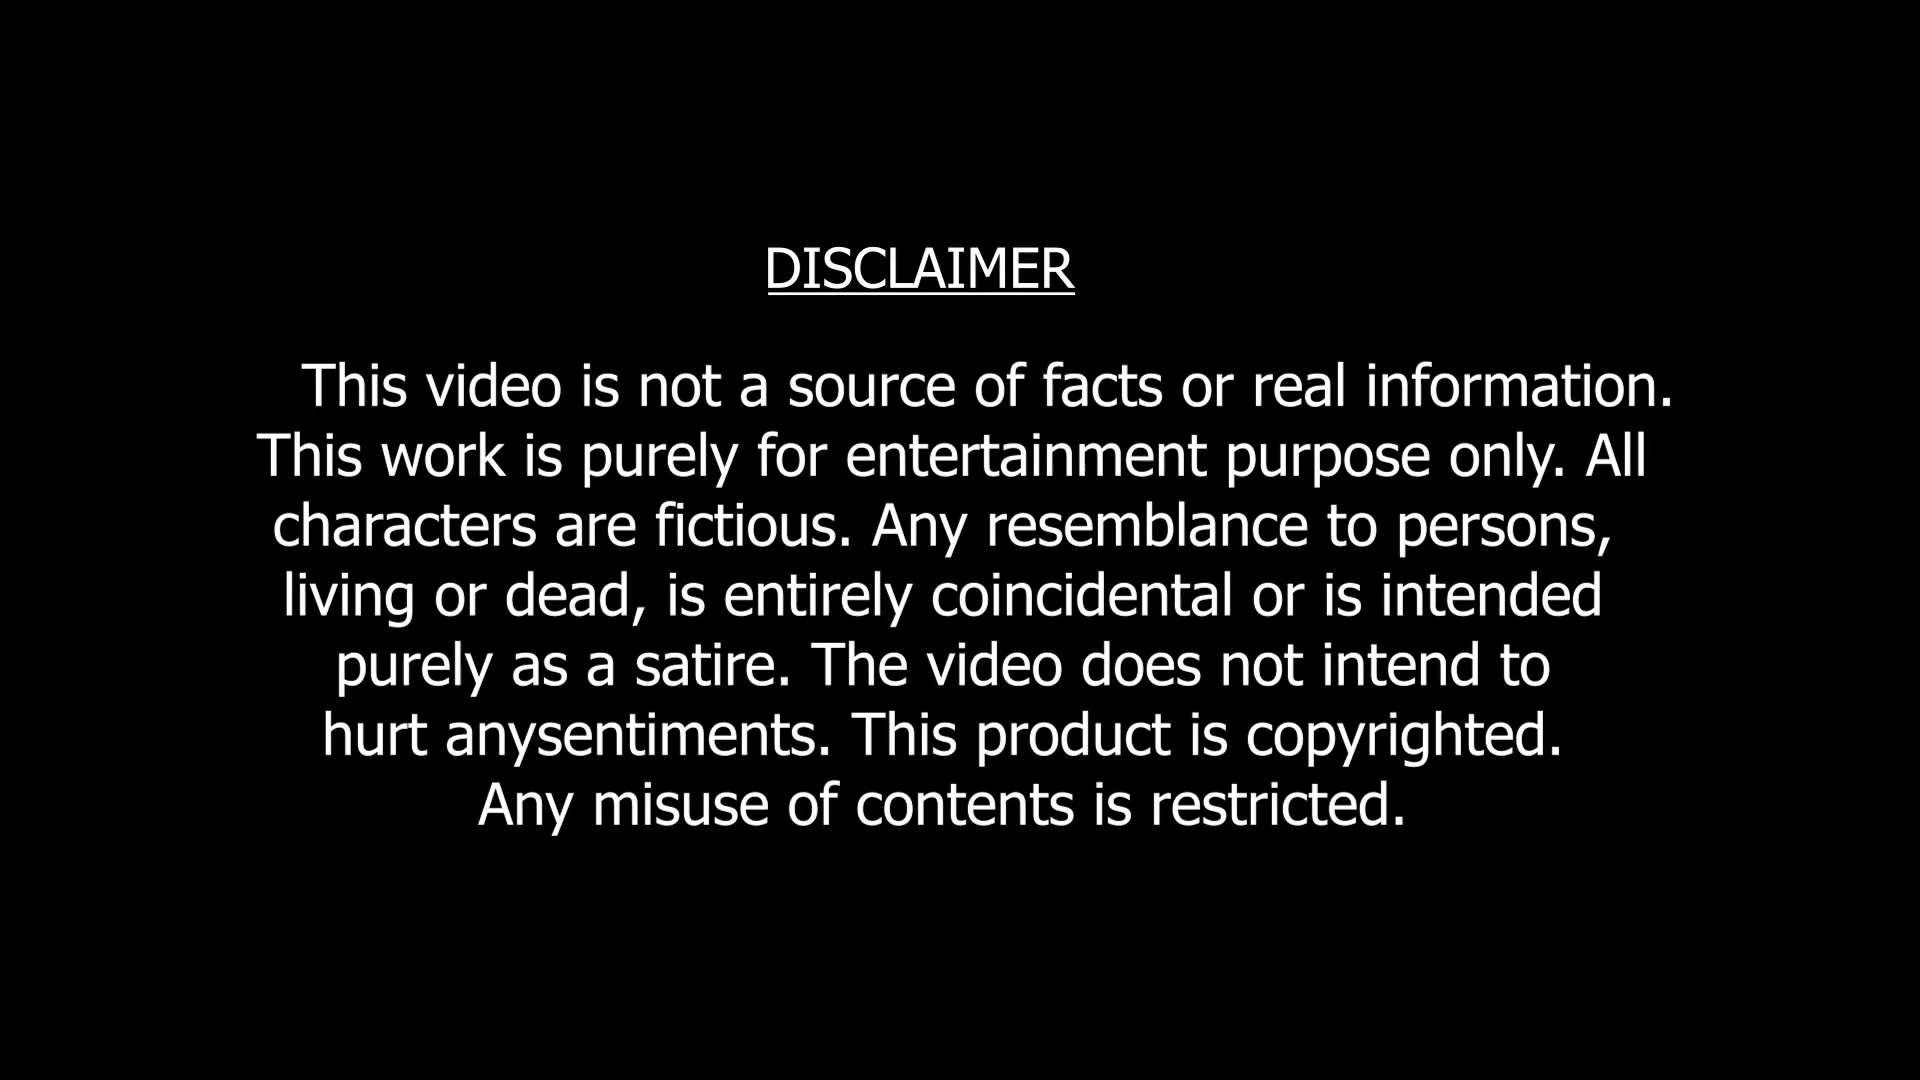 DISCLAIMER
This video is not a source of facts or real information.
This work is purely for entertainment purpose only. All
characters are fictious. Any resemblance to persons,
living or dead, is entirely coincidental or is intended
purely as a satire. The video does not intend to
hurt anysentiments. This product is copyrighted.
Any misuse of contents is restricted.